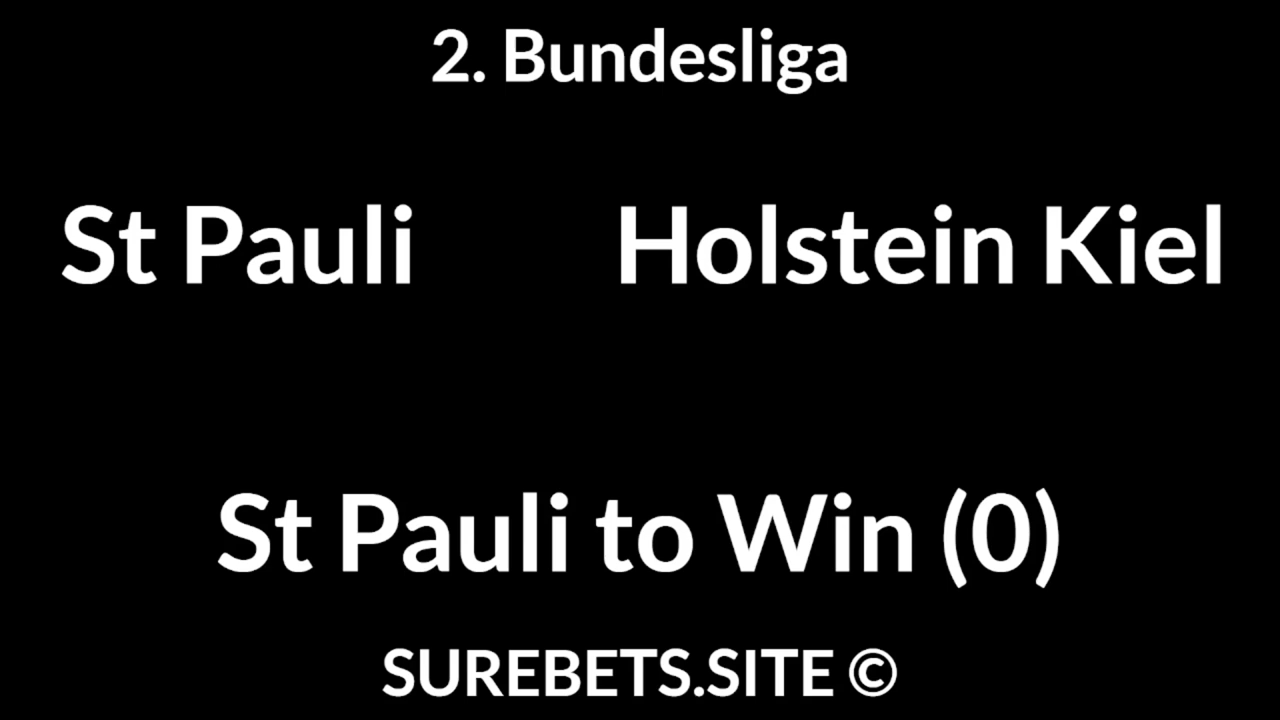 2. Bundesliga
St Pauli Holstein Kiel
St Pauli to Win (0)
SUREBETS.SITE ©